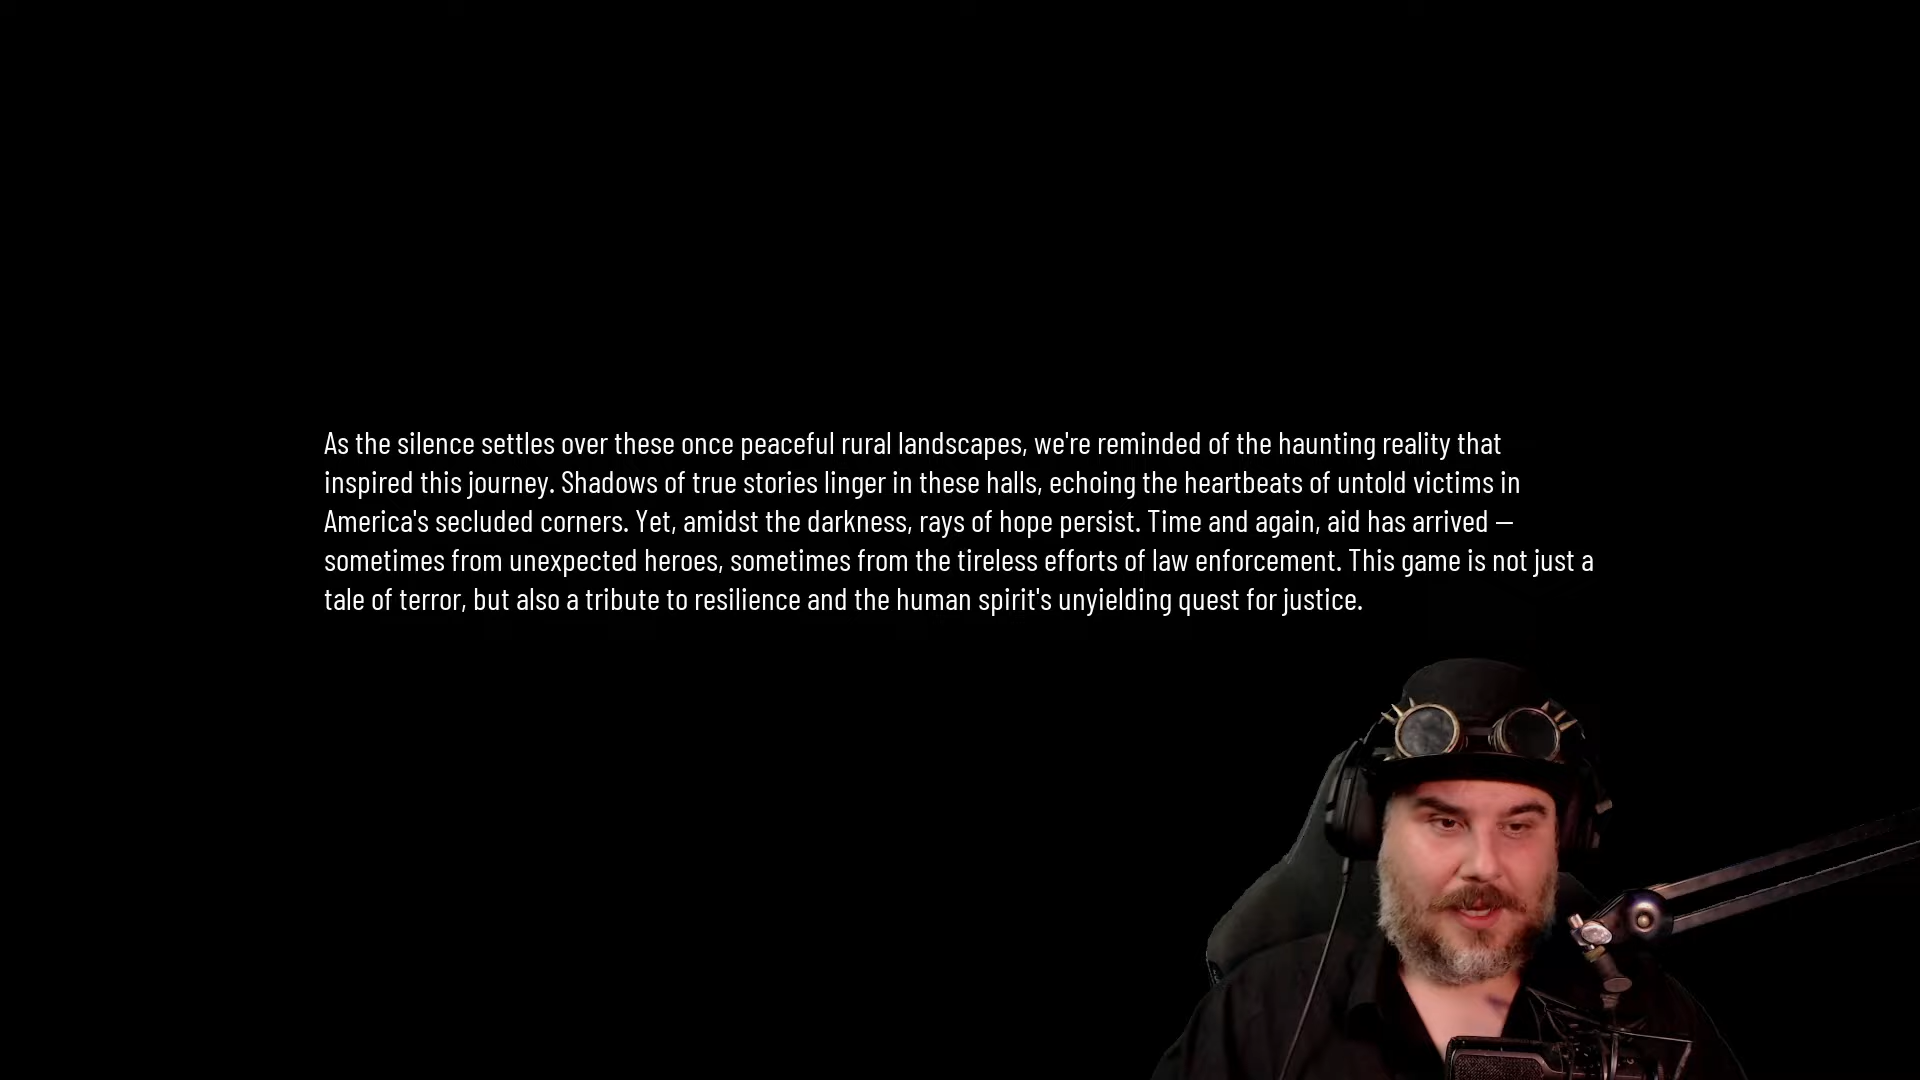 As the silence settles over these once peaceful rural landscapes, we're reminded of the haunting reality that
inspired this journey. Shadows of true stories linger in these halls, echoing the heartbeats of untold victims in
America's secluded corners. Yet, amidst the darkness, rays of hope persist. Time and again, aid has arrived —
sometimes from unexpected heroes, sometimes from the tireless efforts of law enforcement. This game is not just a
tale of terror, but also a tribute to resilience and the human spirit's unyielding quest for justice.